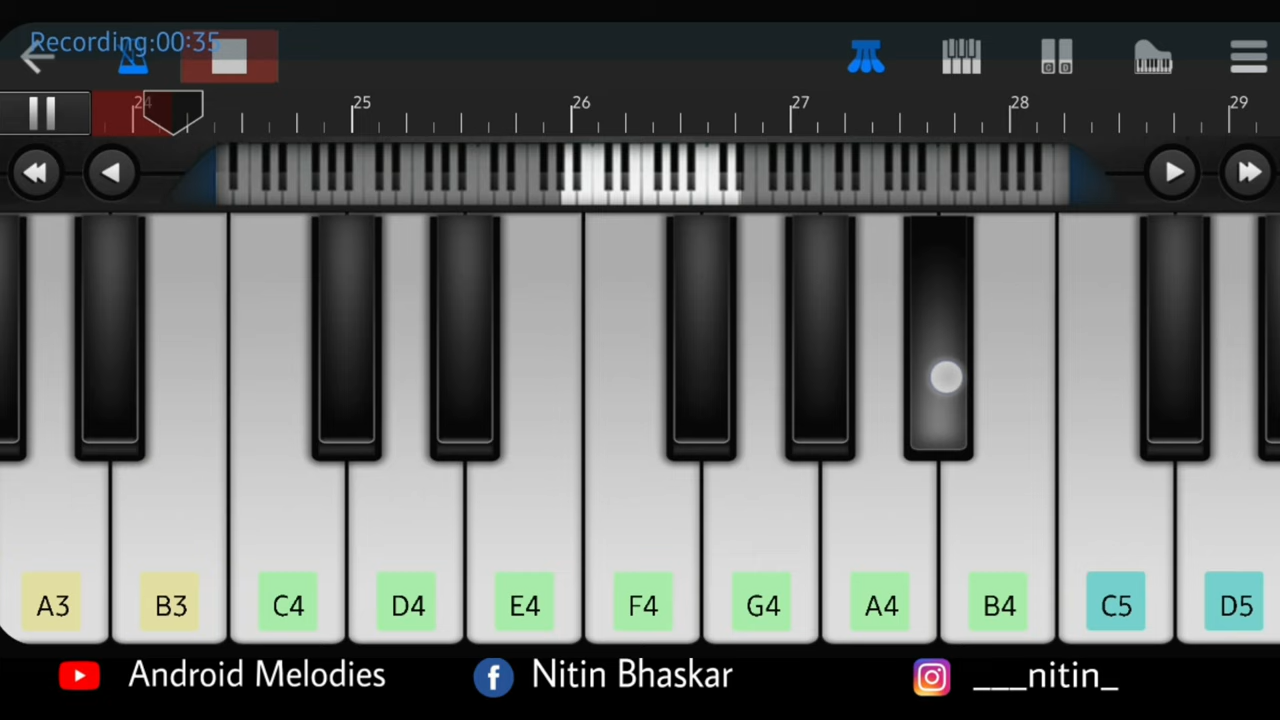 Recording:00:35
24 25 26 27 28 29
A3 B3 C4 D4 E4 F4 G4 A4 B4 C5 D5
Android Melodies Nitin Bhaskar ___nitin_